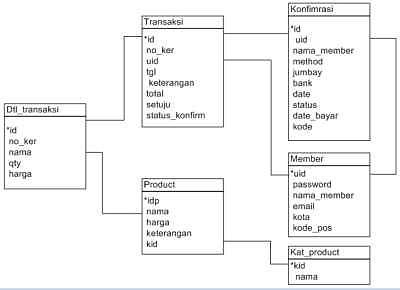 Transaksi
*id
no_ker
uid
tgl
keterangan
total
setuju
status_konfirm
Konfimrasi
*id
uid
nama_member
method
jumbay
bank
date
status
date_bayar
kode
Dtl_transaksi
*id
no_ker
nama
qty
harga
Product
*idp
nama
harga
keterangan
kid
Member
*uid
password
nama_member
email
kota
kode_pos
Kat_product
*kid
nama